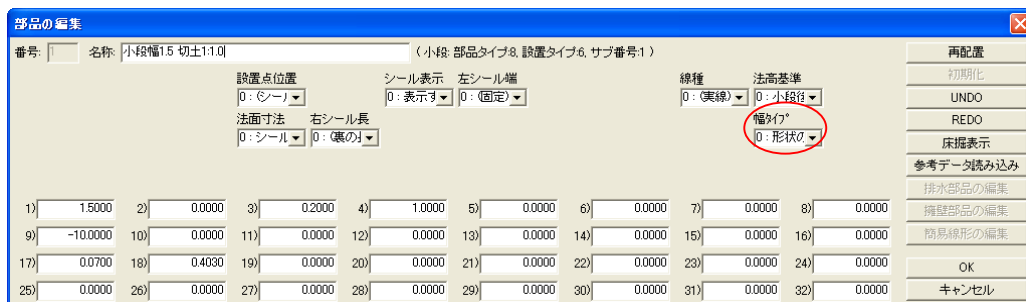 部品の編集
番号: 1 名称: 小段幅1.5 切土1:1.0 ( 小段: 部品タイプ:8, 設置タイプ:6, サブ番号:1 ) 再配置
設置点位置 シール表示 左シール端 線種 法高基準 初期化
0 : (シー) 0 : 表示す 0 : (固定) 0 : (実線) 0 : 小段後 UNDO
法面寸法 右シール長 幅ﾀｲﾌﾟ REDO
0 : シール 0 : (裏の 0 : 形状の 床掘表示
参考データ読み込み
排水部品の編集
1) 1.5000 2) 0.0000 3) 0.2000 4) 1.0000 5) 0.0000 6) 0.0000 7) 0.0000 8) 0.0000 擁壁部品の編集
9) -10.0000 10) 0.0000 11) 0.0000 12) 0.0000 13) 0.0000 14) 0.0000 15) 0.0000 16) 0.0000 簡易線形の編集
17) 0.0700 18) 0.4030 19) 0.0000 20) 0.0000 21) 0.0000 22) 0.0000 23) 0.0000 24) 0.0000 OK
25) 0.0000 26) 0.0000 27) 0.0000 28) 0.0000 29) 0.0000 30) 0.0000 31) 0.0000 32) 0.0000 キャンセル